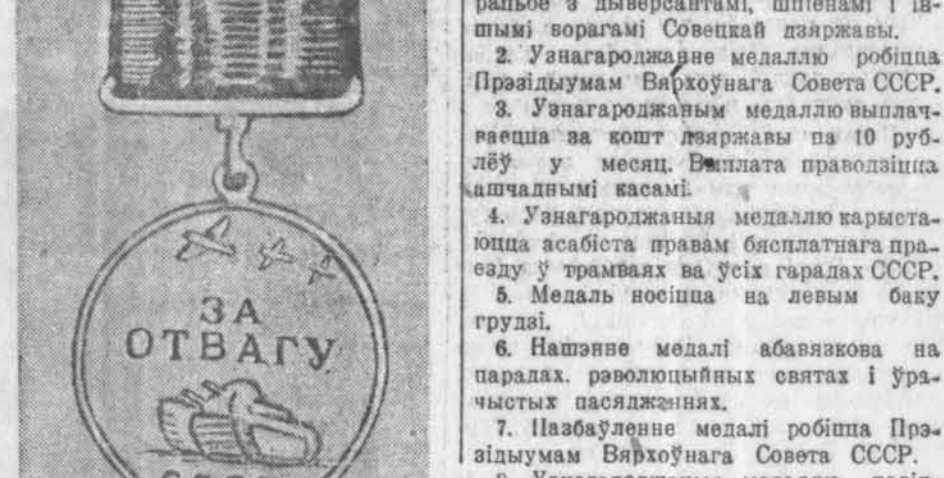 ЗА
ОТВАГУ
рацьбе з дыверсантамі, шпіёнамі і ін-
шымі ворагамі Совецкай дзяржавы.
2. Узнагароджанне медаллю робіцца
Прэзідыумам Вярхоўнага Совета СССР.
3. Узнагароджаным медаллю выплач-
ваецца за кошт дзяржавы па 10 руб-
лёў у месяц. Выплата праводзіцца
ашчаднымі касамі.
4. Узнагароджаныя медаллю карыста-
юцца асабіста правам бясплатнага пра-
езду ў трамваях ва ўсіх гарадах СССР.
5. Медаль носіцца на левым баку
грудзі.
6. Нашэнне медалі абавязкова на
парадах, рэволюцыйных святах і ўра-
чыстых пасяджэннях.
7. Пазбаўленне медалі робіцца Прэ-
зідыумам Вярхоўнага Совета СССР.